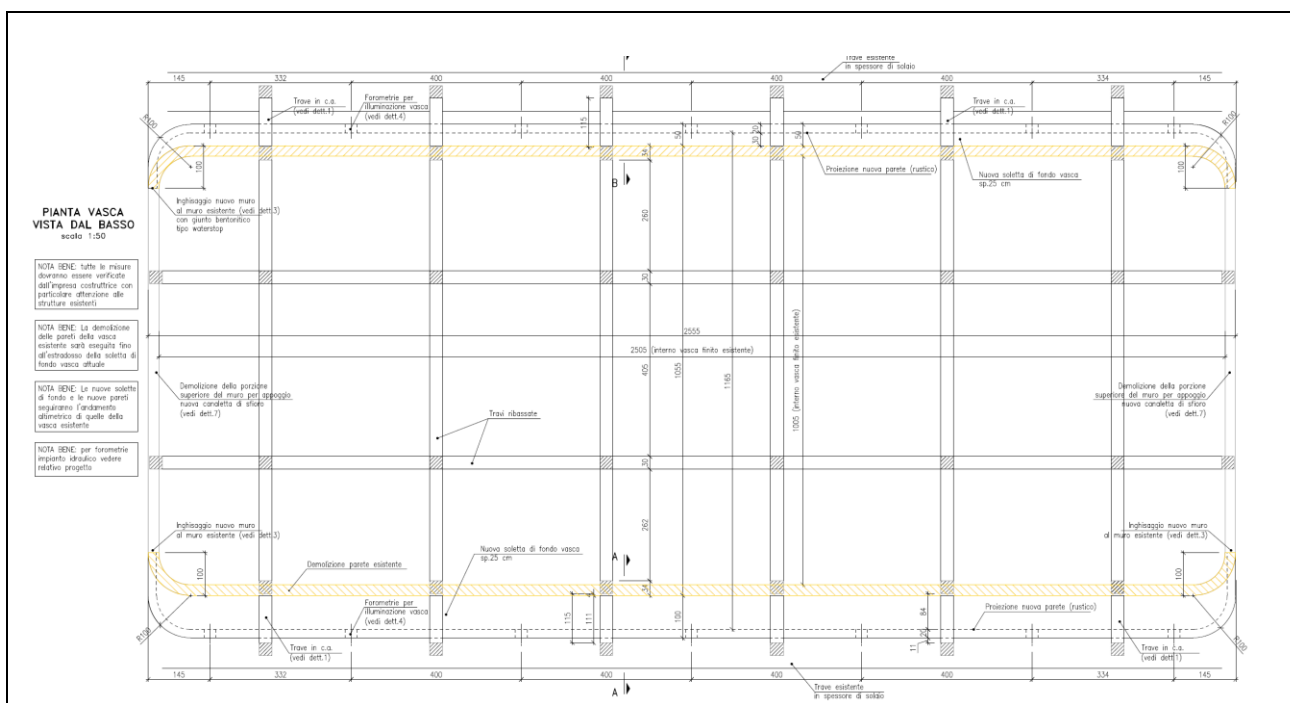 Trave esistente
in spessore di solaio
145 332 400 400 400 400 334 145
Trave in c.a.
(vedi dett.1)
Forometrie per
illuminazione vasca
(vedi dett.4)
Trave in c.a.
(vedi dett.1)
R100
R100
115
50
30 20
50
34
100
100
Proiezione nuova parete (rustico)
Nuova soletta di fondo vasca
sp.25 cm
B
Inghisaggio nuovo muro
al muro esistente (vedi dett.3)
con giunto bentonitico
tipo waterstop
PIANTA VASCA
VISTA DAL BASSO
scala 1:50
260
NOTA BENE: tutte le misure
dovranno essere verificate
dall'impresa costruttrice con
particolare attenzione alle
strutture esistenti
30
NOTA BENE: La demolizione
delle pareti della vasca
esistente sarà eseguita fino
all'estradosso della soletta di
fondo vasca attuale
2555
2505 (interno vasca finito esistente)
405
1055
1165
1005 (interno vasca finito esistente)
NOTA BENE: Le nuove solette
di fondo e le nuove pareti
seguiranno l'andamento
altimetrico di quelle della
vasca esistente
Demolizione della porzione
superiore del muro per appoggio
nuova canaletta di sfioro
(vedi dett.7)
Travi ribassate
Demolizione della porzione
superiore del muro per appoggio
nuova canaletta di sfioro
(vedi dett.7)
NOTA BENE: per forometrie
impianto idraulico vedere
relativo progetto
30
262
Inghisaggio nuovo muro
al muro esistente (vedi dett.3)
Inghisaggio nuovo muro
al muro esistente (vedi dett.3)
Nuova soletta di fondo vasca
sp.25 cm
A
Demolizione parete esistente
100
34
100
Forometrie per
illuminazione vasca
(vedi dett.4)
115
111
100
84
20
11
Proiezione nuova parete (rustico)
R100
R100
Trave in c.a.
(vedi dett.1)
Trave in c.a.
(vedi dett.1)
145 332 400 400 400 400 334 145
A
Trave esistente
in spessore di solaio